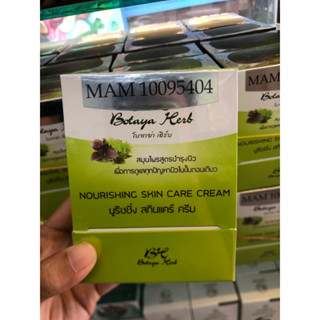 MAM 10095404
Botaya Herb
โบทาย่า เฮิร์บ
สมุนไพรสูตรบำรุงผิว
เพื่อการดูแลทุกปัญหาผิวในขั้นตอนเดียว
NOURISHING SKIN CARE CREAM
นูริชชิ่ง สกินแคร์ ครีม
BH
Botaya Herb